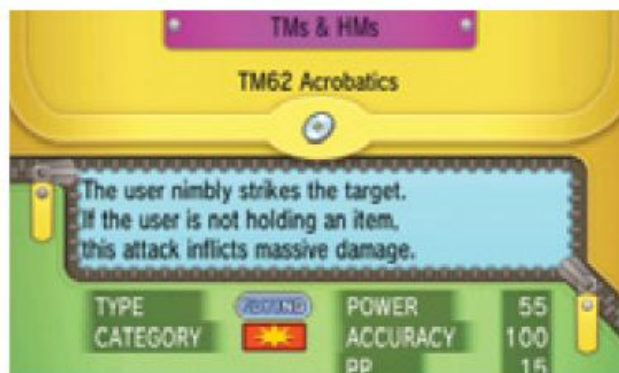 TMs & HMs
TM62 Acrobatics
The user nimbly strikes the target.
If the user is not holding an item,
this attack inflicts massive damage.
TYPE FLYING POWER 55
CATEGORY ACCURACY 100
PP 15